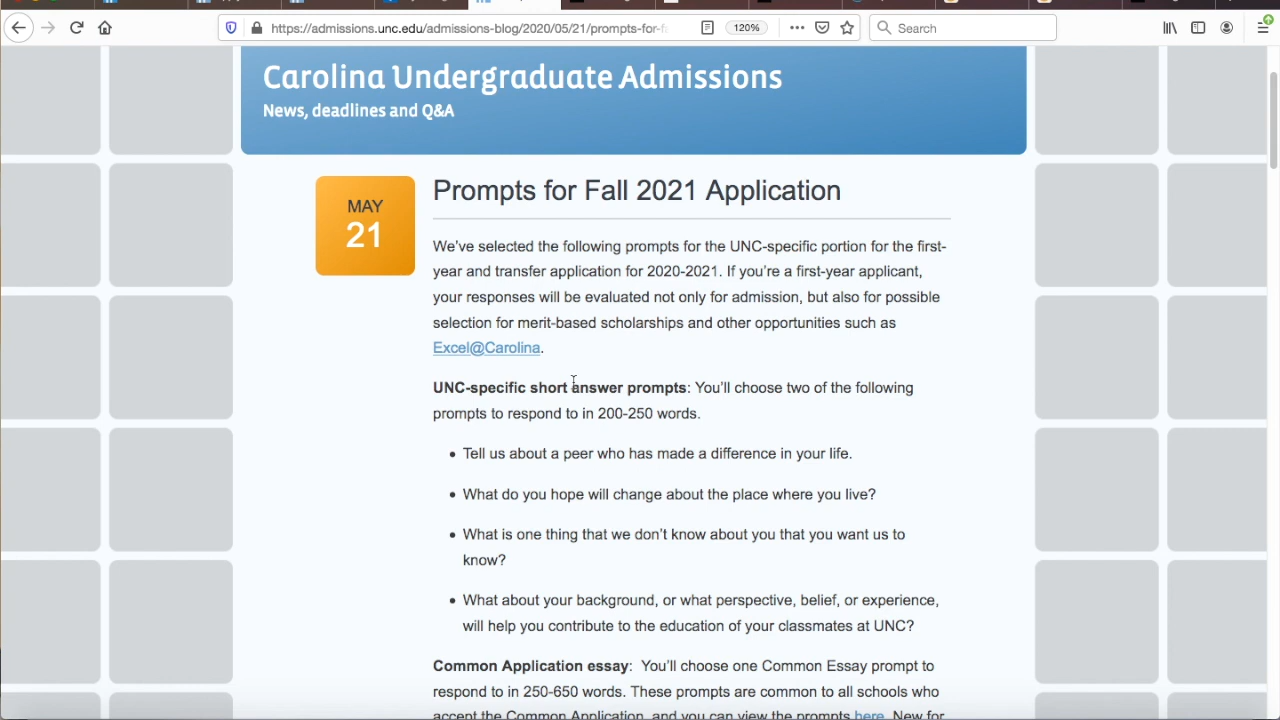 https://admissions.unc.edu/admissions-blog/2020/05/21/prompts-for-f
120%
Search
Carolina Undergraduate Admissions
News, deadlines and Q&A
MAY
21
Prompts for Fall 2021 Application
We've selected the following prompts for the UNC-specific portion for the first-
year and transfer application for 2020-2021. If you're a first-year applicant,
your responses will be evaluated not only for admission, but also for possible
selection for merit-based scholarships and other opportunities such as
Excel@Carolina.
UNC-specific short answer prompts: You'll choose two of the following
prompts to respond to in 200-250 words.
• Tell us about a peer who has made a difference in your life.
• What do you hope will change about the place where you live?
• What is one thing that we don't know about you that you want us to
know?
• What about your background, or what perspective, belief, or experience,
will help you contribute to the education of your classmates at UNC?
Common Application essay: You'll choose one Common Essay prompt to
respond to in 250-650 words. These prompts are common to all schools who
accept the Common Application, and you can view the prompts here. New for